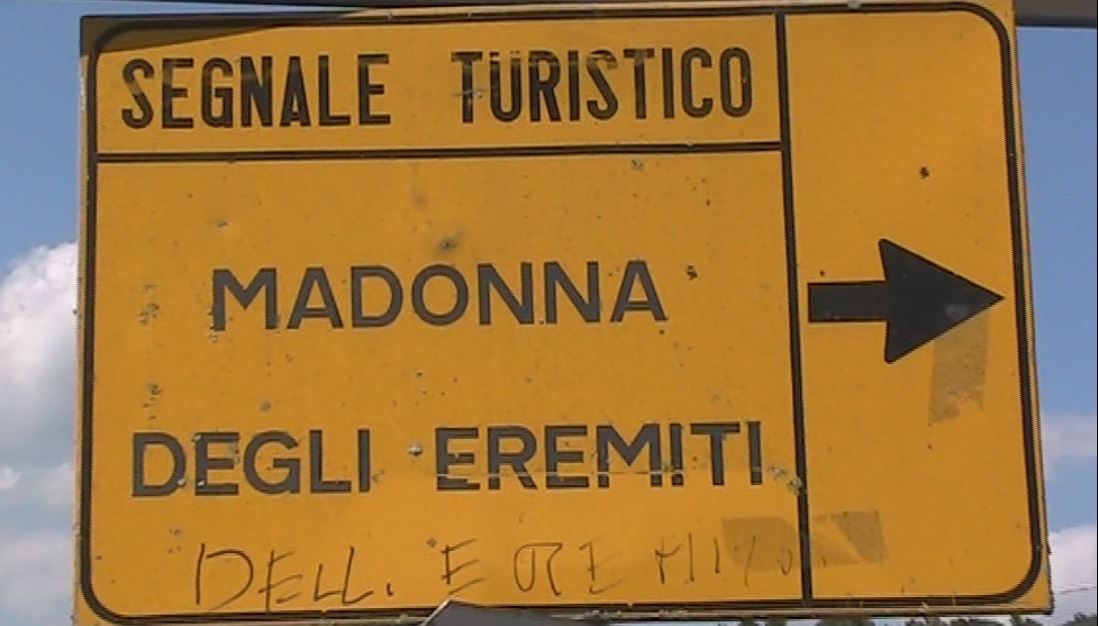 SEGNALE TURISTICO
MADONNA
DEGLI EREMITI
DELL.